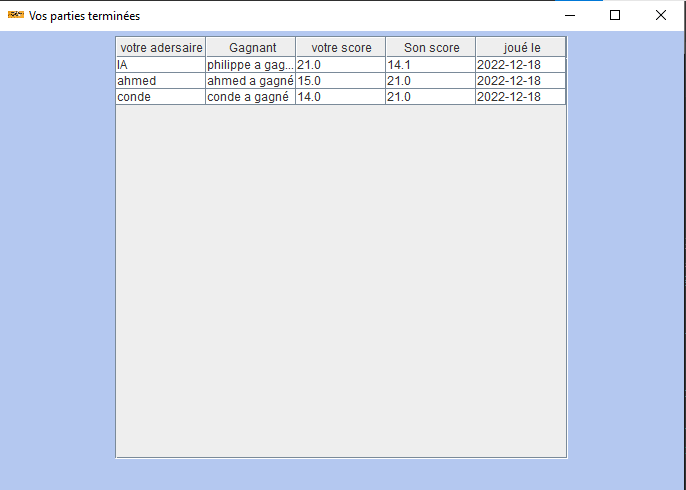 Vos parties terminées
votre adersaire Gagnant votre score Son score joué le
IA philippe a gag... 21.0 14.1 2022-12-18
ahmed ahmed a gagné 15.0 21.0 2022-12-18
conde conde a gagné 14.0 21.0 2022-12-18